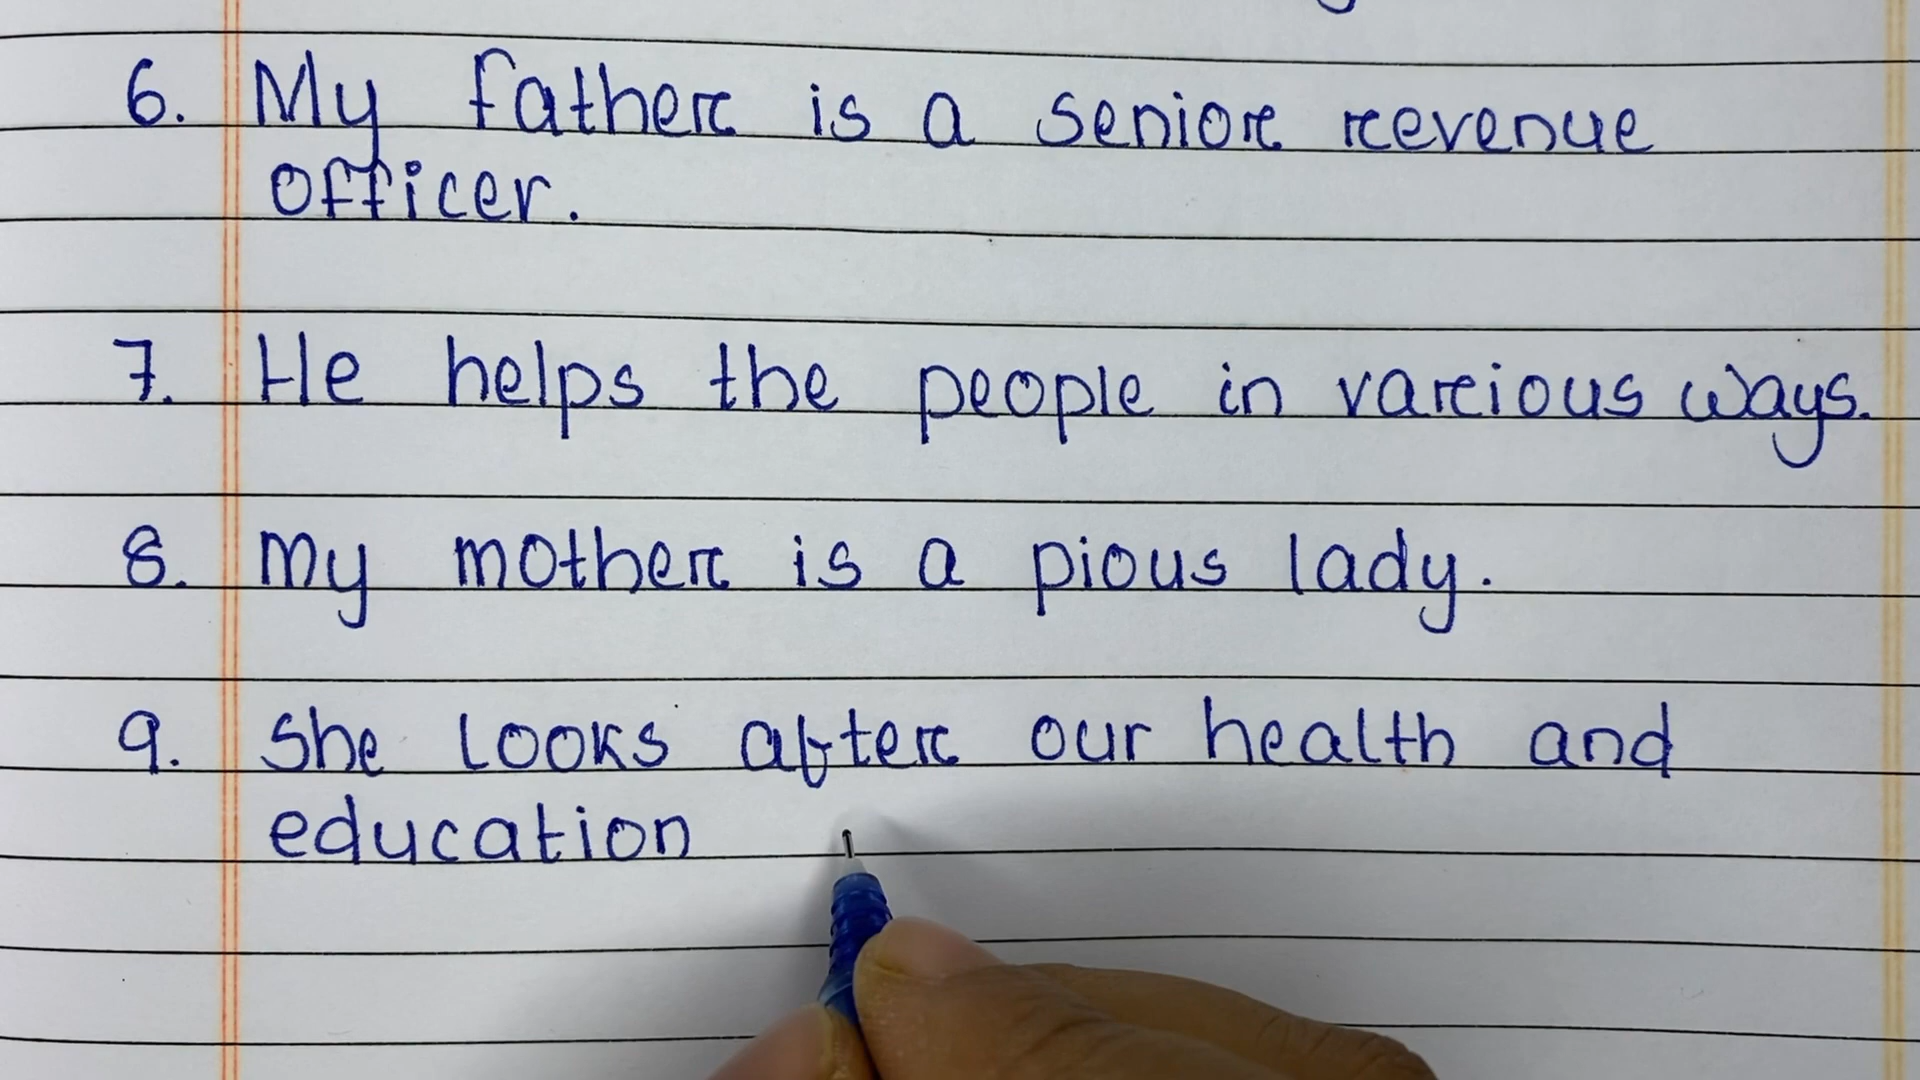 6. My father is a senior revenue
officer.
7. He helps the people in various ways.
8. My mother is a pious lady.
9. She looks after our health and
education